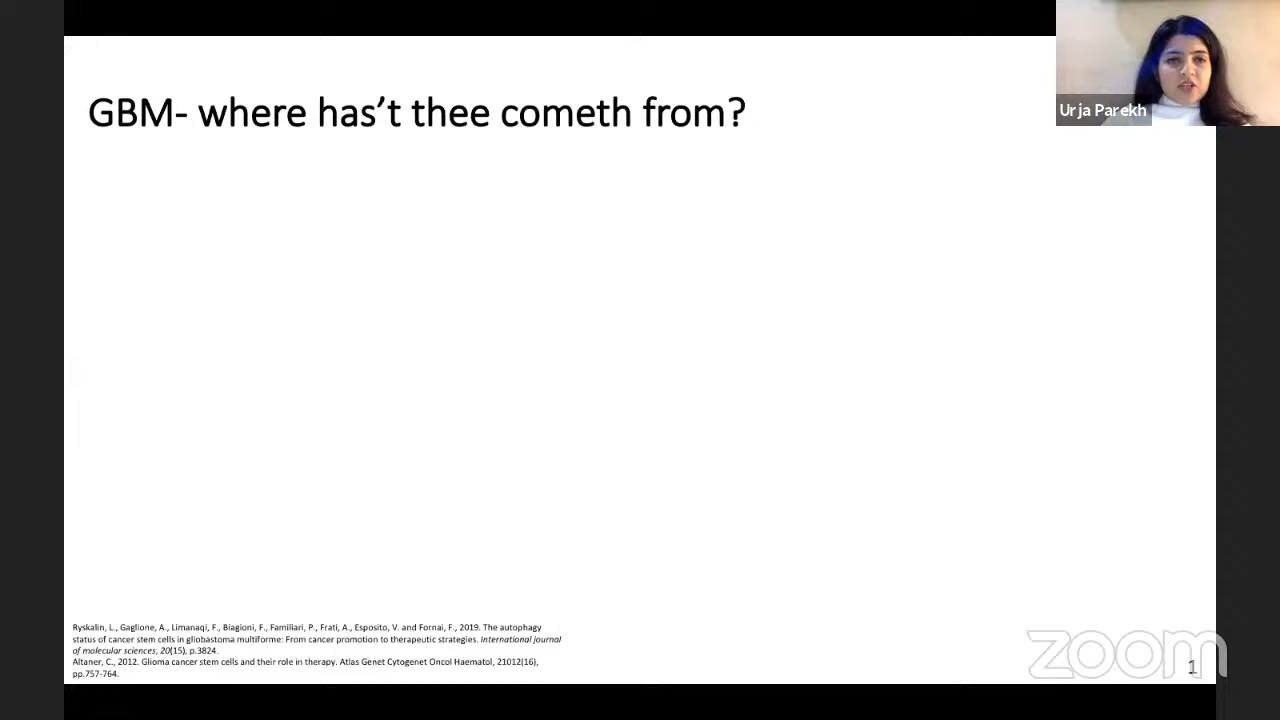 GBM- where has't thee cometh from?
Urja Parekh
Ryskalin, L., Gaglione, A., Limanaqi, F., Biagioni, F., Familiari, P., Frati, A., Esposito, V. and Fornai, F., 2019. The autophagy
status of cancer stem cells in gliobastoma multiforme: From cancer promotion to therapeutic strategies. International journal
of molecular sciences, 20(15), p.3824.
Altaner, C., 2012. Glioma cancer stem cells and their role in therapy. Atlas Genet Cytogenet Oncol Haematol, 21012(16),
pp.757-764.
zoom
1